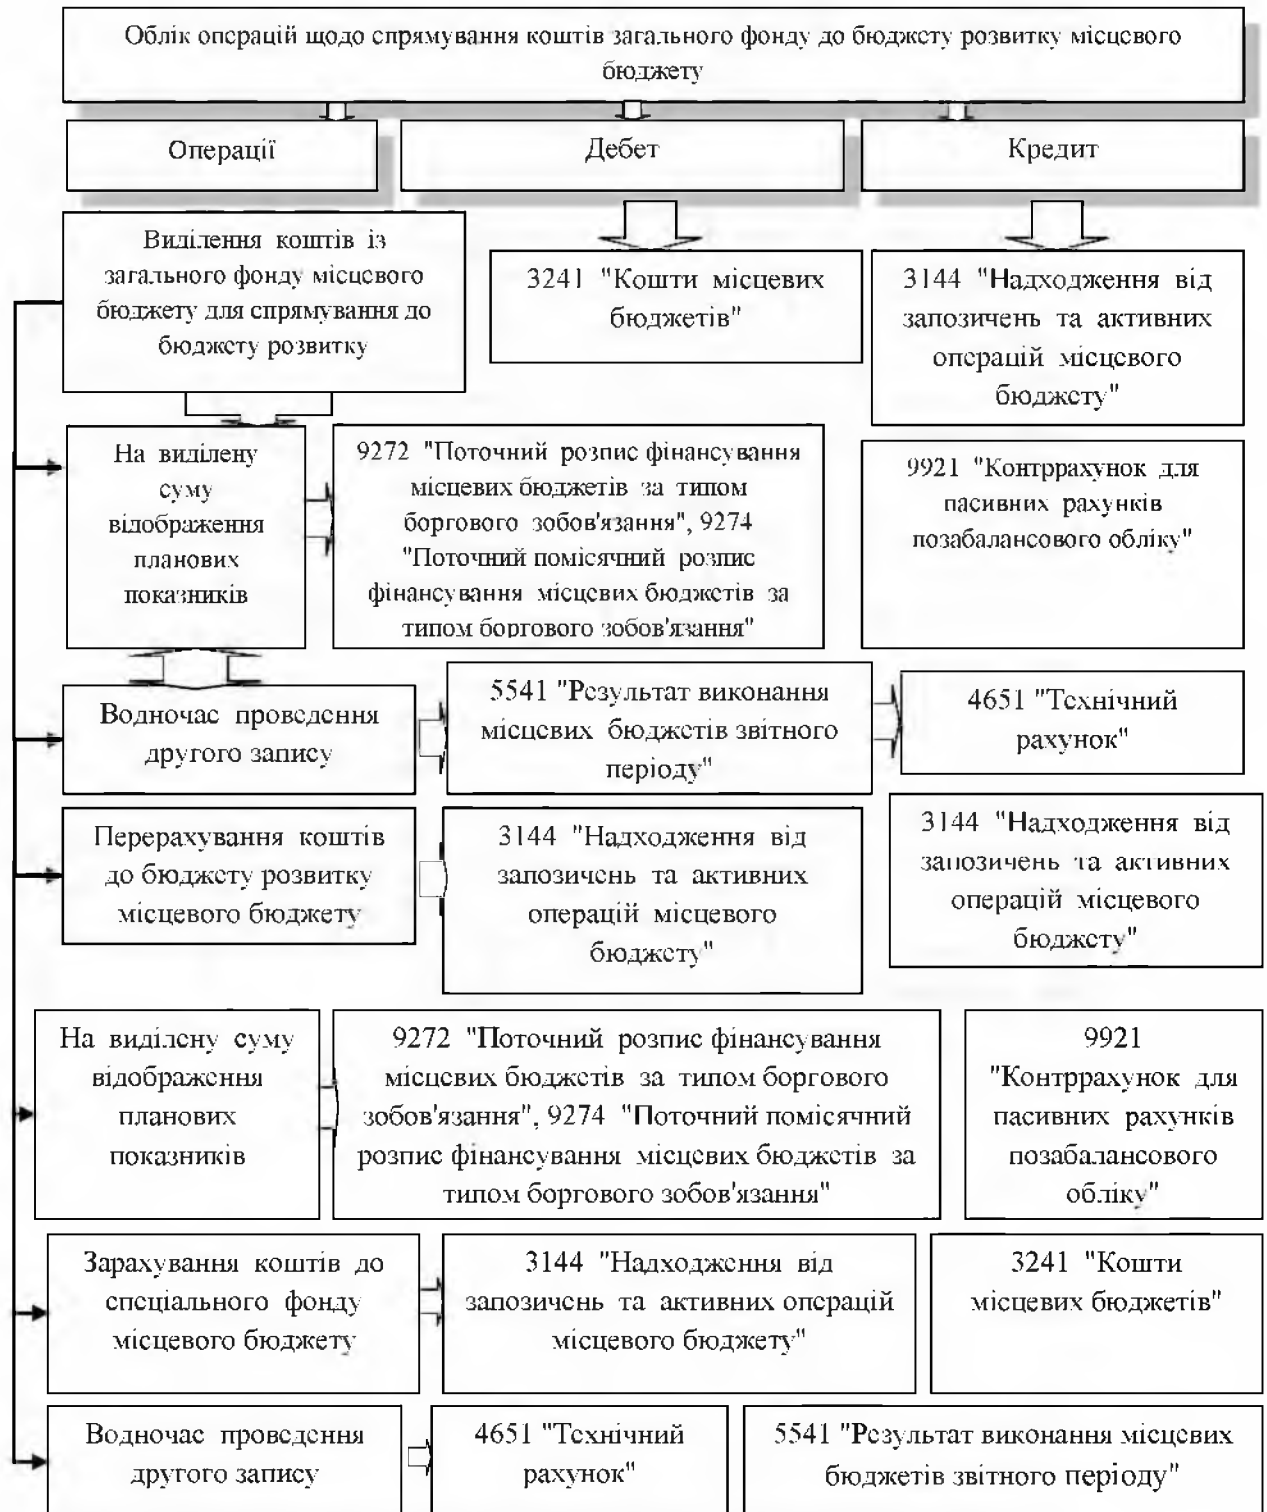 Облік операцій щодо спрямування коштів загального фонду до бюджету розвитку місцевого
бюджету
Операції
Дебет
Кредит
Виділення коштів із
загального фонду місцевого
бюджету для спрямування до
бюджету розвитку
3241 "Кошти місцевих
бюджетів"
3144 "Надходження від
запозичень та активних
операцій місцевого
бюджету"
На виділену
суму
відображення
планових
показників
9272 "Поточний розпис фінансування
місцевих бюджетів за типом
боргового зобов'язання", 9274
"Поточний помісячний розпис
фінансування місцевих бюджетів за
типом боргового зобов'язання"
9921 "Контррахунок для
пасивних рахунків
позабалансового обліку"
Водночас проведення
другого запису
5541 "Результат виконання
місцевих бюджетів звітного
періоду"
4651 "Технічний
рахунок"
Перерахування коштів
до бюджету розвитку
місцевого бюджету
3144 "Надходження від
запозичень та активних
операцій місцевого
бюджету"
3144 "Надходження від
запозичень та активних
операцій місцевого
бюджету"
На виділену суму
відображення
планових
показників
9272 "Поточний розпис фінансування
місцевих бюджетів за типом боргового
зобов'язання", 9274 "Поточний помісячний
розпис фінансування місцевих бюджетів за
типом боргового зобов'язання"
9921
"Контррахунок для
пасивних рахунків
позабалансового
обліку"
Зарахування коштів до
спеціального фонду
місцевого бюджету
3144 "Надходження від
запозичень та активних операцій
місцевого бюджету"
3241 "Кошти
місцевих бюджетів"
Водночас проведення
другого запису
4651 "Технічний
рахунок"
5541 "Результат виконання місцевих
бюджетів звітного періоду"